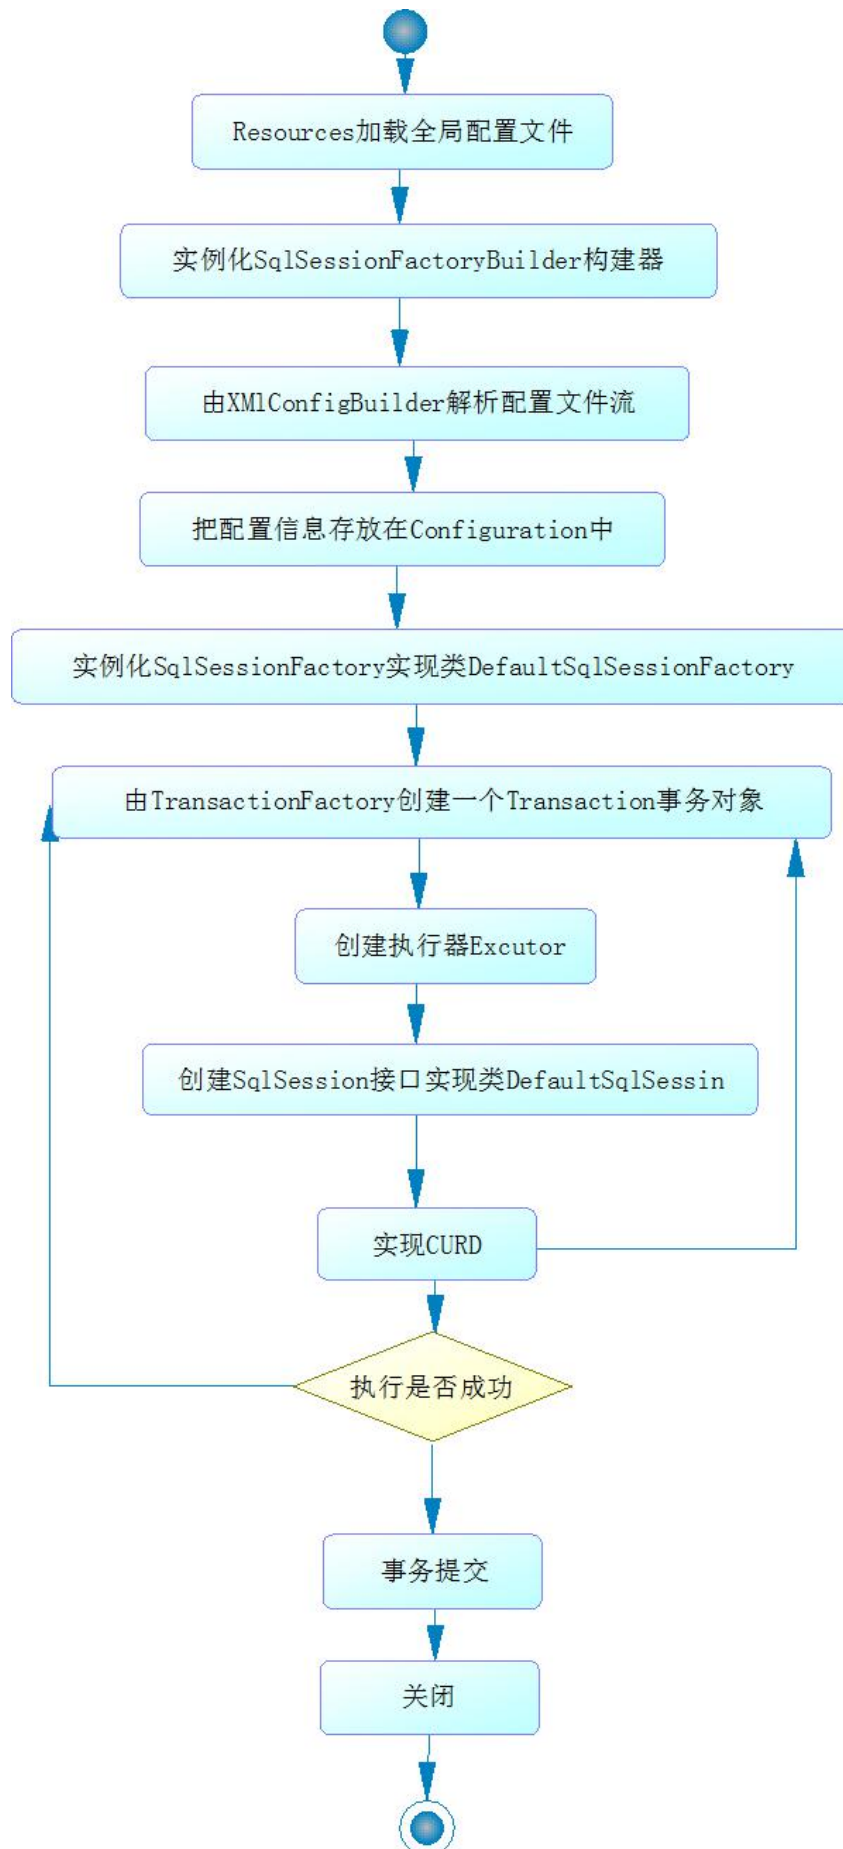 Resources加载全局配置文件
实例化SqlSessionFactoryBuilder构建器
由XMlConfigBuilder解析配置文件流
把配置信息存放在Configuration中
实例化SqlSessionFactory实现类DefaultSqlSessionFactory
由TransactionFactory创建一个Transaction事务对象
创建执行器Excutor
创建SqlSession接口实现类DefaultSqlSessin
实现CURD
执行是否成功
事务提交
关闭